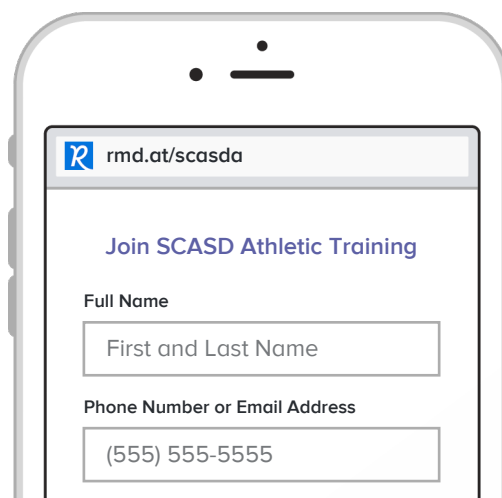 rmd.at/scasda
Join SCASD Athletic Training
Full Name
First and Last Name
Phone Number or Email Address
(555) 555-5555